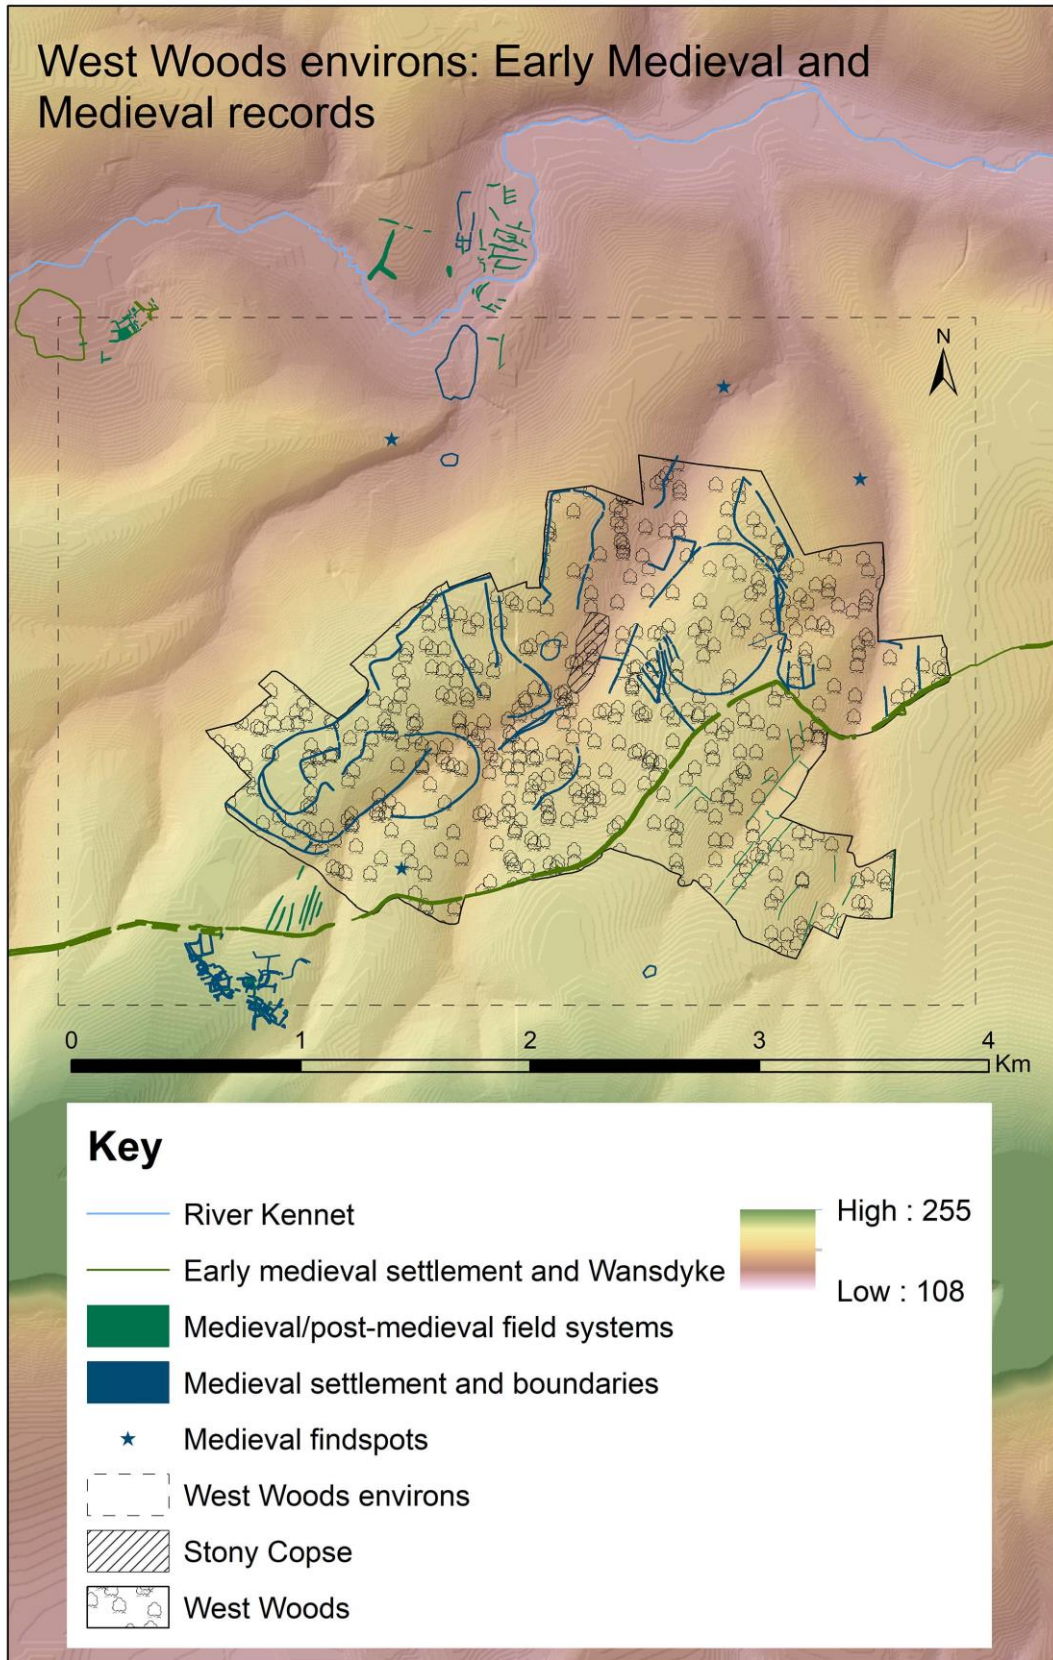 West Woods environs: Early Medieval and
Medieval records
N
0 1 2 3 4
Km
Key
River Kennet
Early medieval settlement and Wansdyke
Medieval/post-medieval field systems
Medieval settlement and boundaries
Medieval findspots
West Woods environs
Stony Copse
West Woods
High : 255
Low : 108